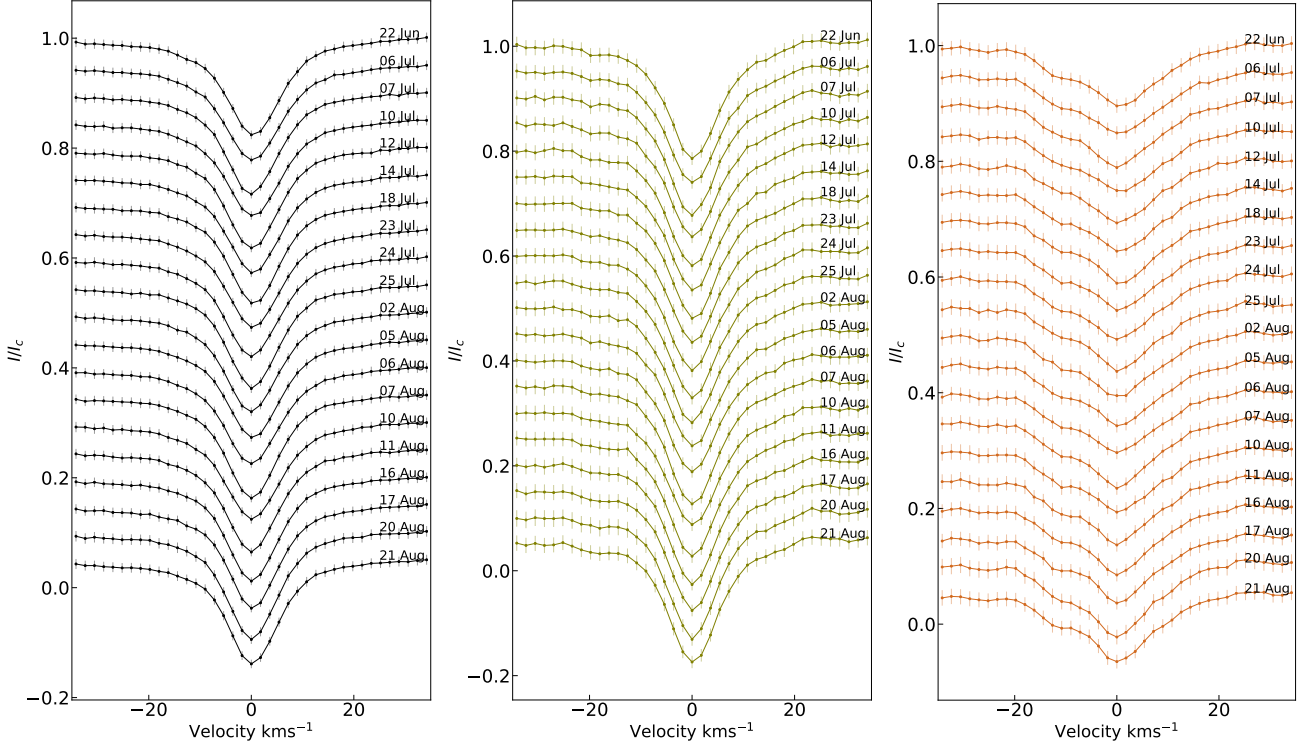 I/Ic
1.0
0.8
0.6
0.4
0.2
0.0
−0.2
22 Jun
06 Jul
07 Jul
10 Jul
12 Jul
14 Jul
18 Jul
23 Jul
24 Jul
25 Jul
02 Aug
05 Aug
06 Aug
07 Aug
10 Aug
11 Aug
16 Aug
17 Aug
20 Aug
21 Aug
−20 0 20
Velocity kms⁻¹
I/Ic
1.0
0.8
0.6
0.4
0.2
0.0
−0.2
22 Jun
06 Jul
07 Jul
10 Jul
12 Jul
14 Jul
18 Jul
23 Jul
24 Jul
25 Jul
02 Aug
05 Aug
06 Aug
07 Aug
10 Aug
11 Aug
16 Aug
17 Aug
20 Aug
21 Aug
−20 0 20
Velocity kms⁻¹
I/Ic
1.0
0.8
0.6
0.4
0.2
0.0
22 Jun
06 Jul
07 Jul
10 Jul
12 Jul
14 Jul
18 Jul
23 Jul
24 Jul
25 Jul
02 Aug
05 Aug
06 Aug
07 Aug
10 Aug
11 Aug
16 Aug
17 Aug
20 Aug
21 Aug
−20 0 20
Velocity kms⁻¹